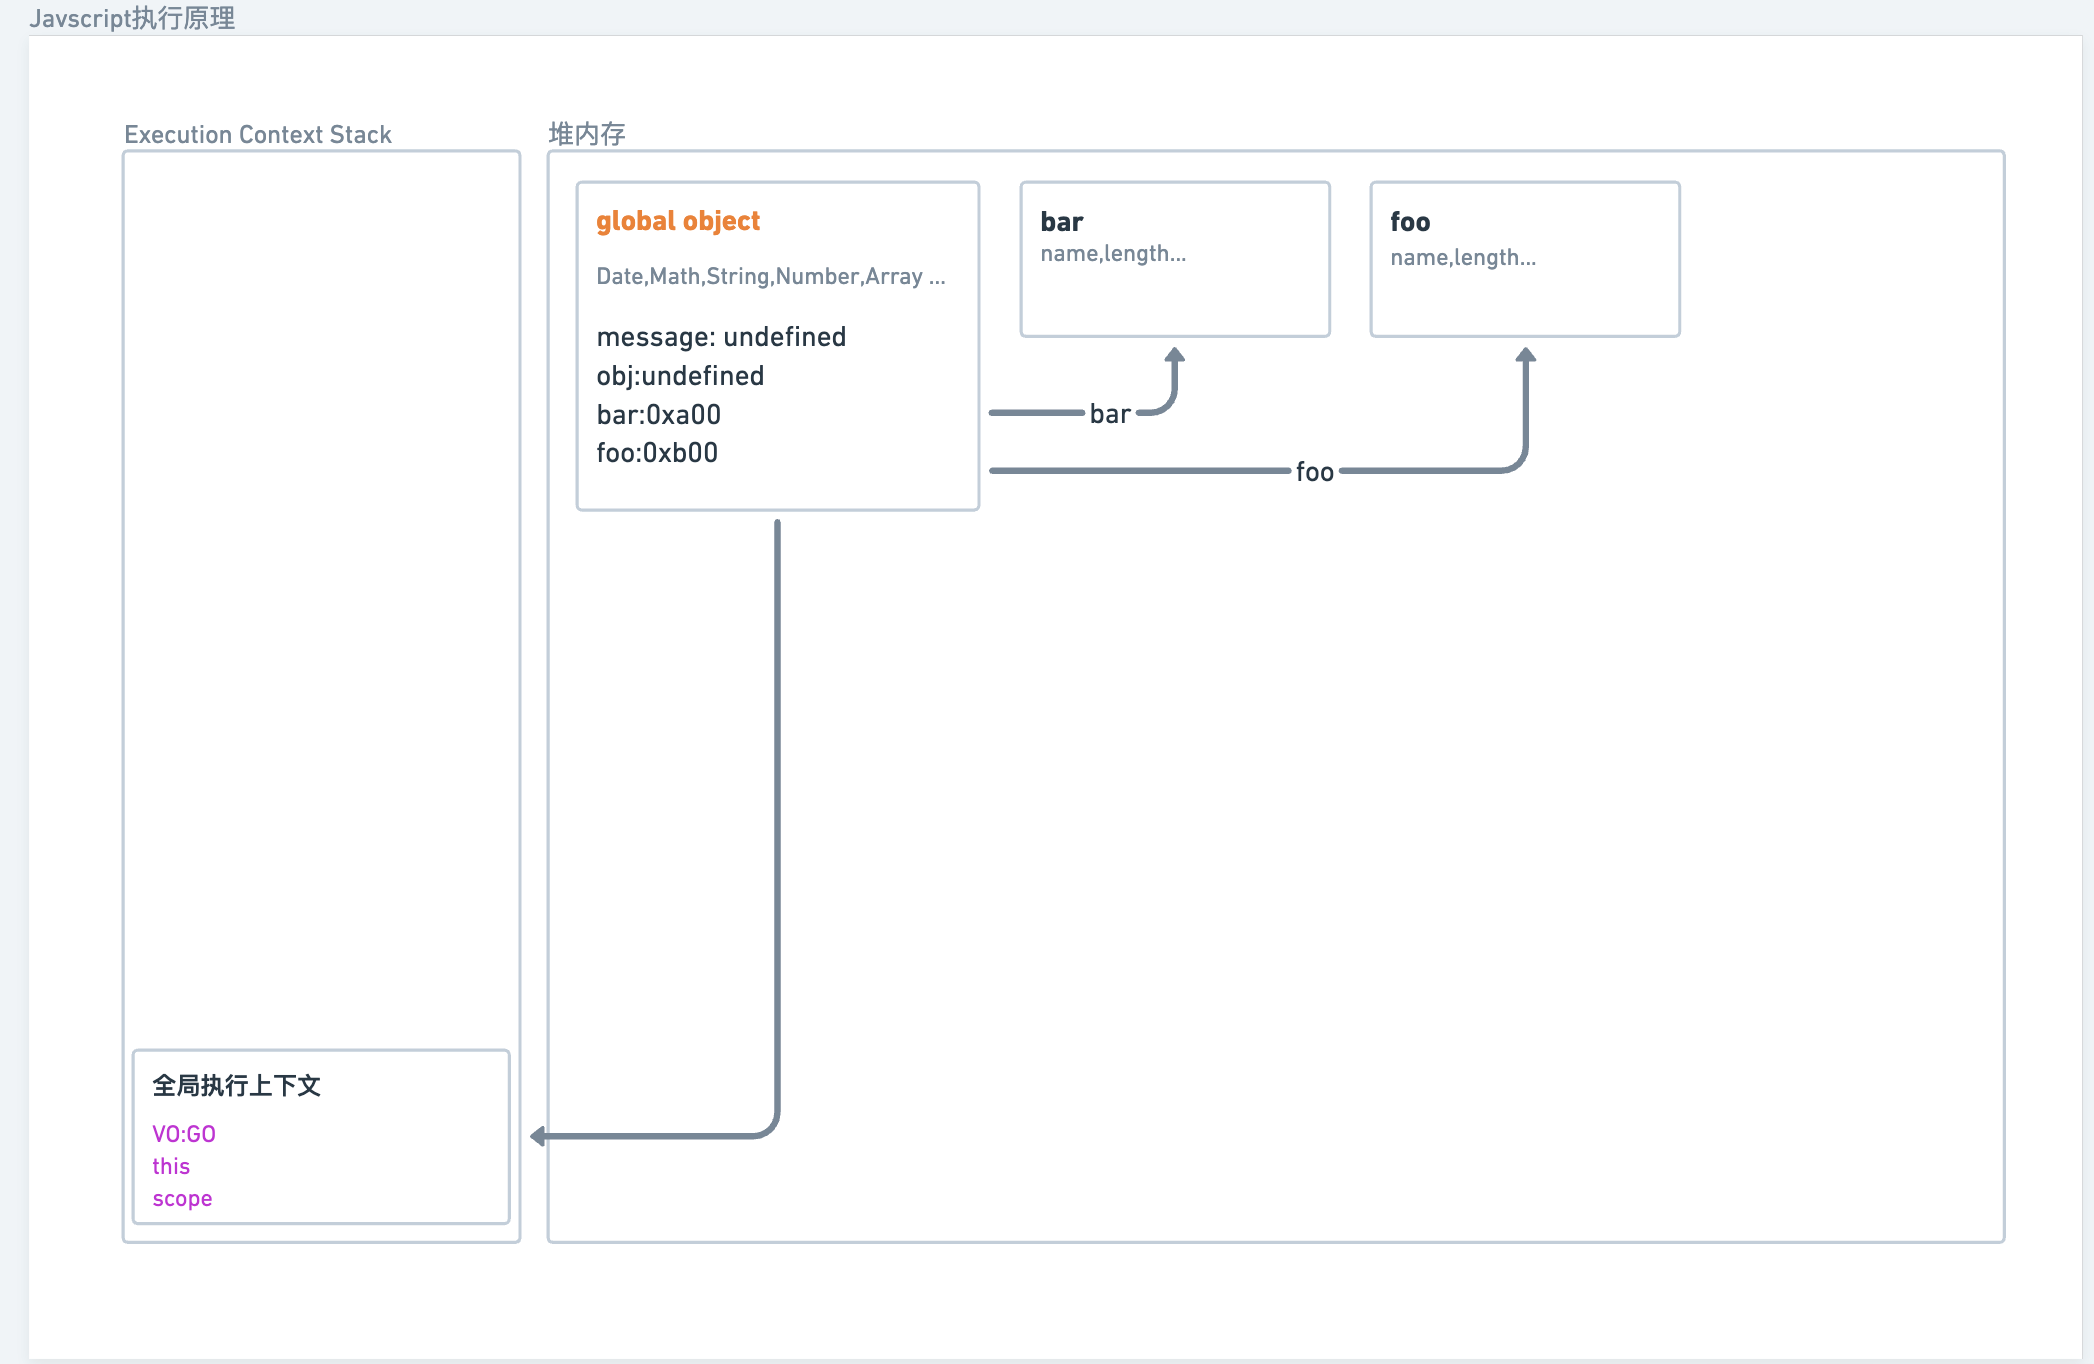 Javscript执行原理
Execution Context Stack
堆内存
global object
Date,Math,String,Number,Array ...
message: undefined
obj:undefined
bar:0xa00
foo:0xb00
bar
name,length...
foo
name,length...
bar
foo
全局执行上下文
VO:GO
this
scope